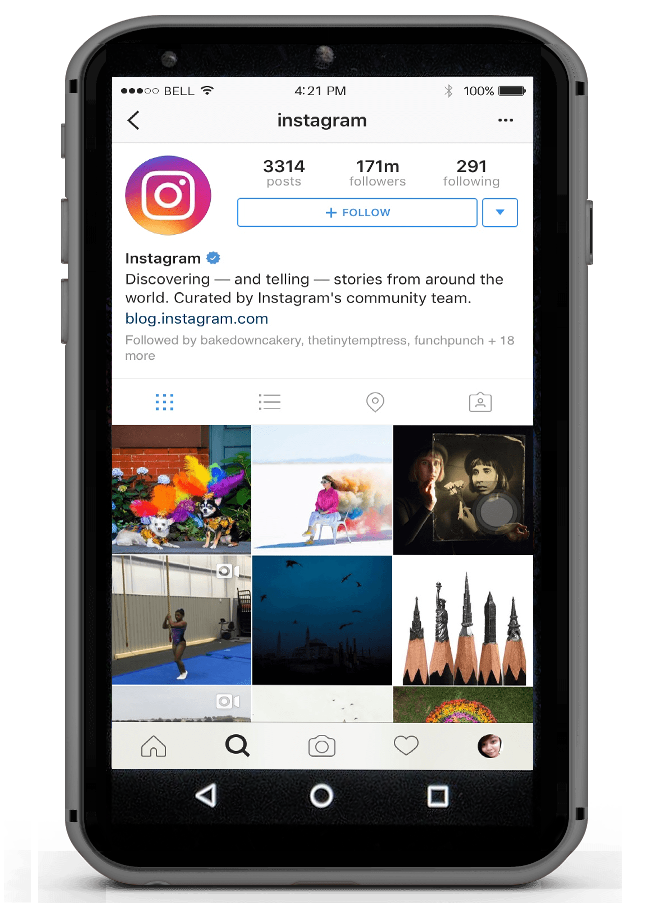 BELL 4:21 PM 100%
instagram
3314 171m 291
posts followers following
+ FOLLOW
Instagram
Discovering — and telling — stories from around the
world. Curated by Instagram's community team.
blog.instagram.com
Followed by bakedowncakery, thetinytemptress, funchpunch + 18
more